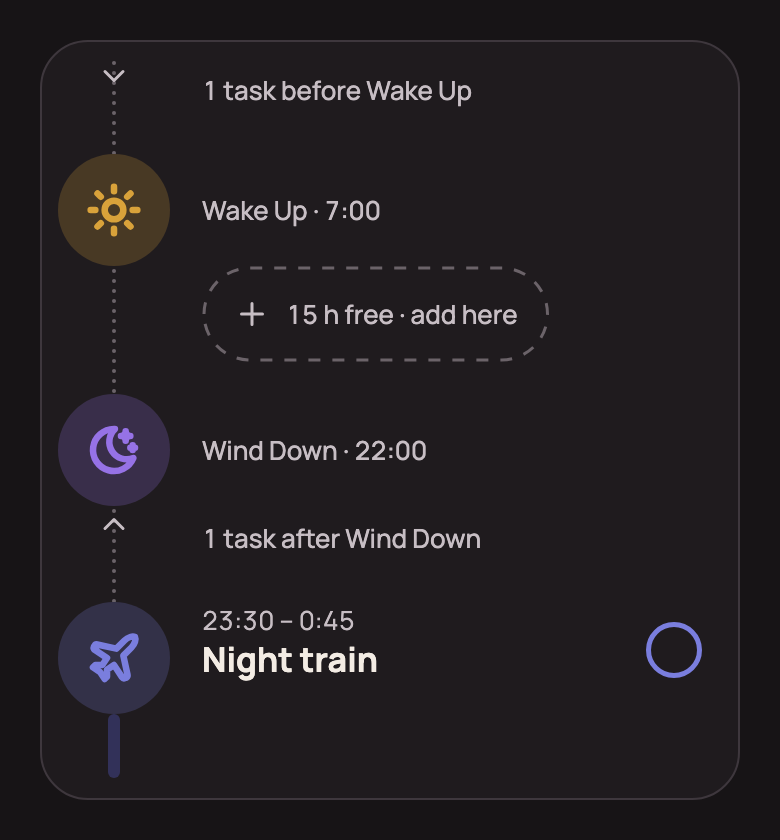 1 task before Wake Up
Wake Up · 7:00
15 h free · add here
Wind Down · 22:00
1 task after Wind Down
23:30 – 0:45
Night train